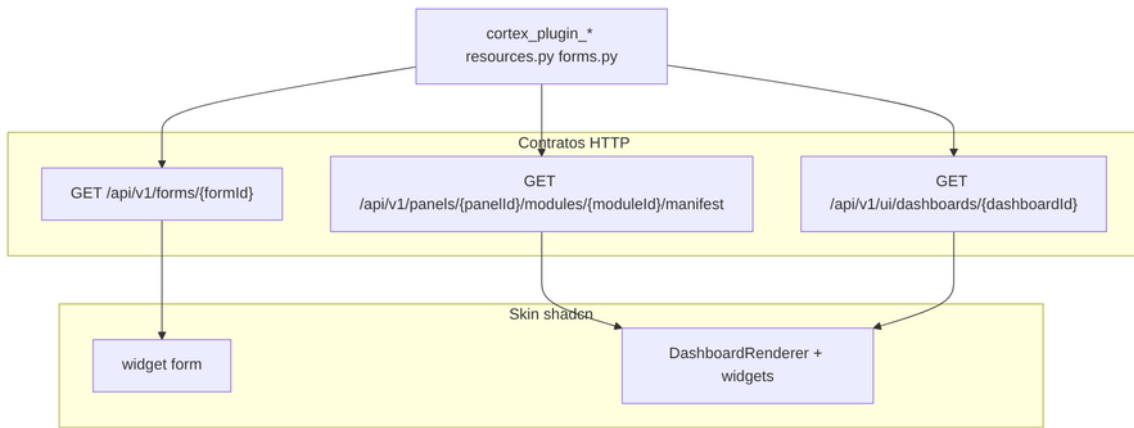 cortex_plugin_*
resources.py forms.py
Contratos HTTP
GET /api/v1/forms/{formId}
GET
/api/v1/panels/{panelId}/modules/{moduleId}/manifest
GET
/api/v1/ui/dashboards/{dashboardId}
Skin shadcn
widget form
DashboardRenderer +
widgets